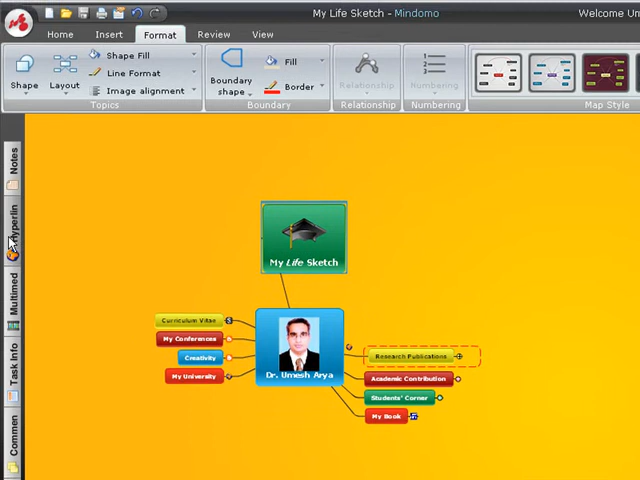 My Life Sketch - Mindomo
Welcome Um
Home
Insert
Format
Review
View
Shape
Layout
Shape Fill
Line Format
Image alignment
Topics
Boundary shape
Fill
Border
Boundary
Relationship
Relationship
Numbering
Numbering
Map Style
Notes
Hyperlin
Multimed
Task Info
Commen
My Life Sketch
Dr. Umesh Arya
Curriculum Vitae
My Conferences
Creativity
My University
Research Publications
Academic Contribution
Students' Corner
My Book